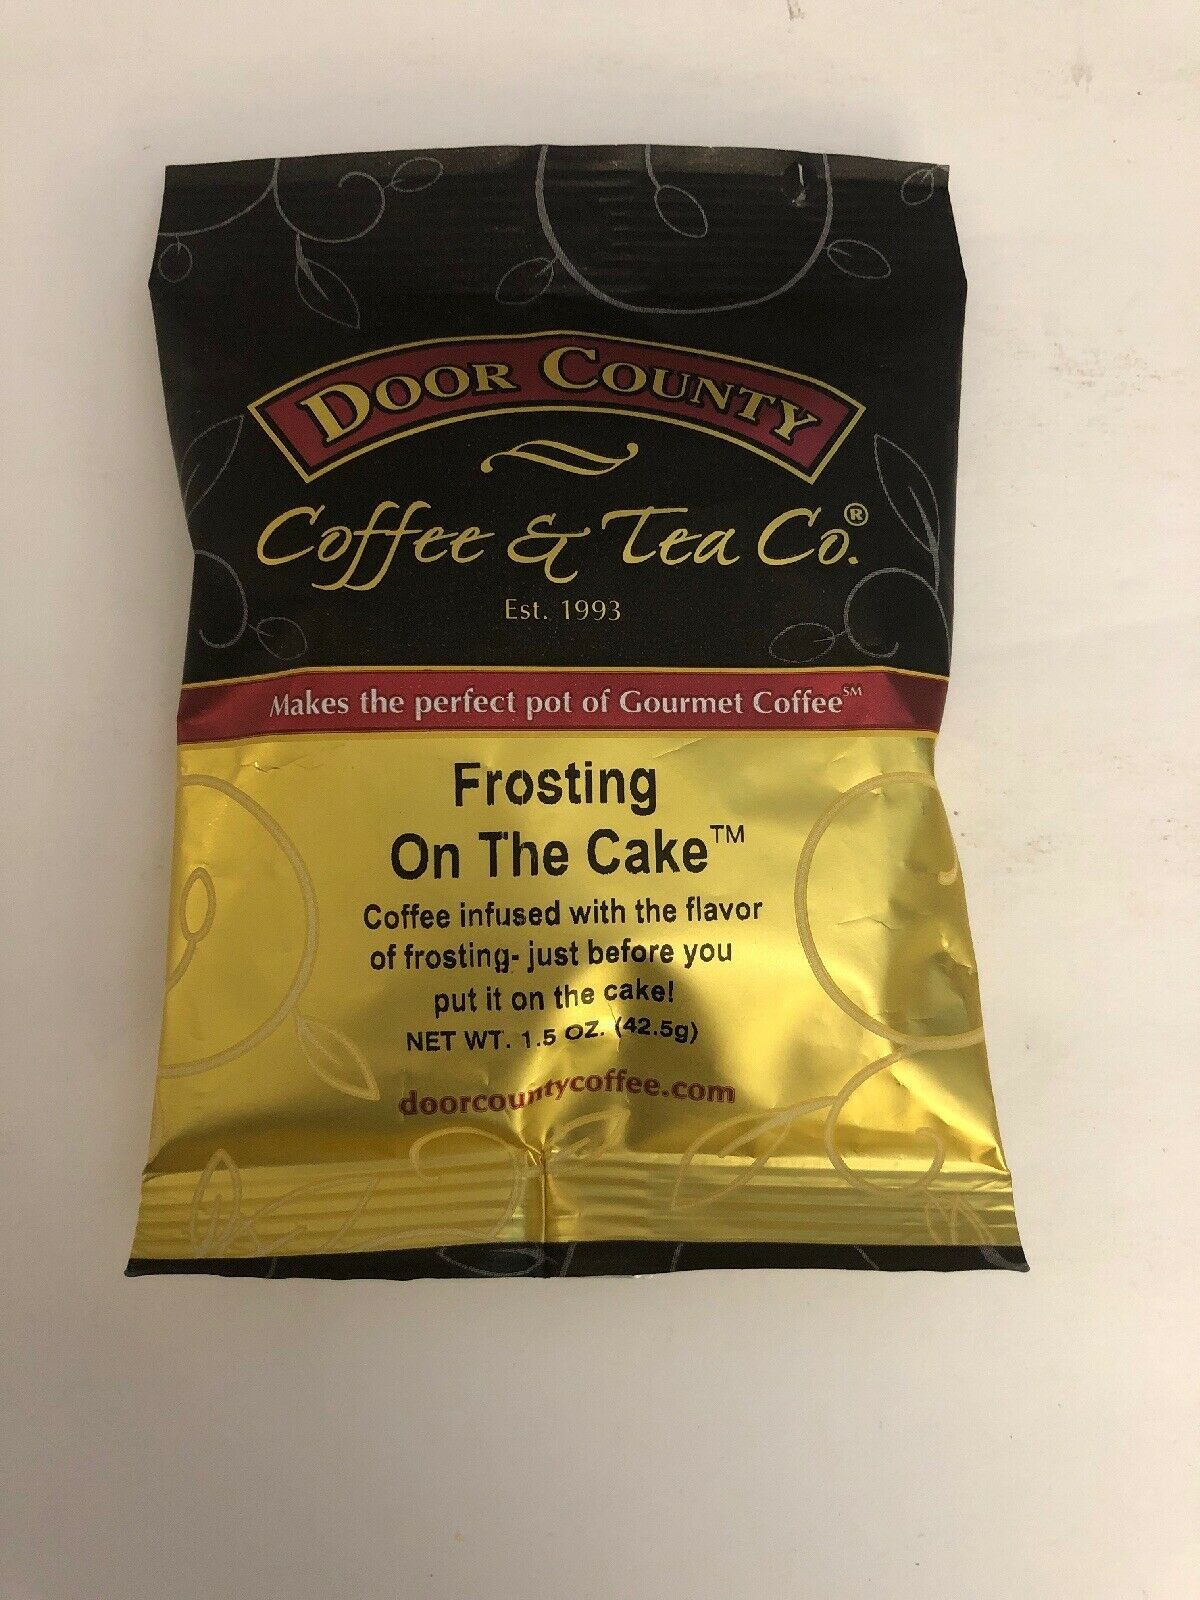 DOOR COUNTY
Coffee & Tea Co.®
Est. 1993
Makes the perfect pot of Gourmet Coffee℠
Frosting
On The Cake™
Coffee infused with the flavor
of frosting- just before you
put it on the cake!
NET WT. 1.5 OZ. (42.5g)
doorcountycoffee.com